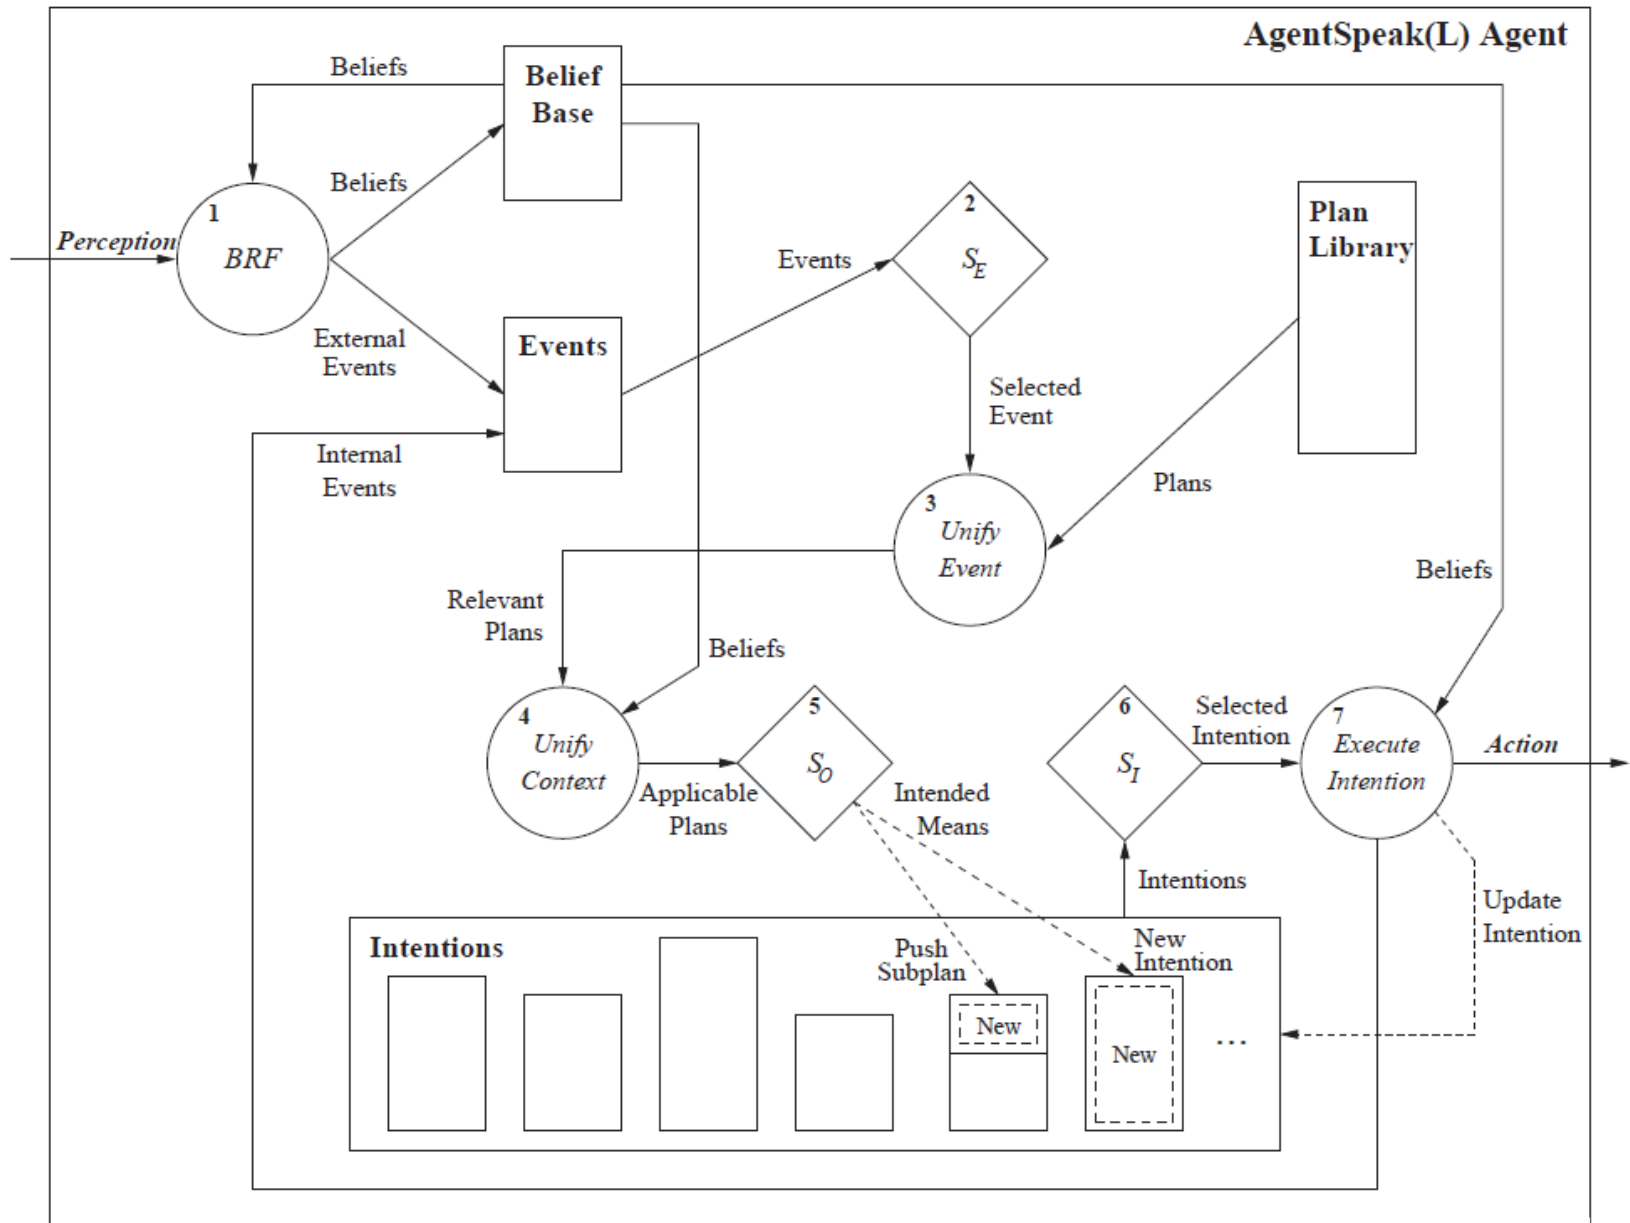 AgentSpeak(L) Agent
Beliefs
Belief
Base
Beliefs
1
BRF
Perception
2
S_E
Plan
Library
Events
External
Events
Events
Selected
Event
Internal
Events
Plans
3
Unify
Event
Beliefs
Relevant
Plans
Beliefs
4
Unify
Context
5
S_O
6
S_I
Selected
Intention
7
Execute
Intention
Action
Applicable
Plans
Intended
Means
Intentions
Update
Intention
Intentions
Push
Subplan
New
Intention
New
New
...